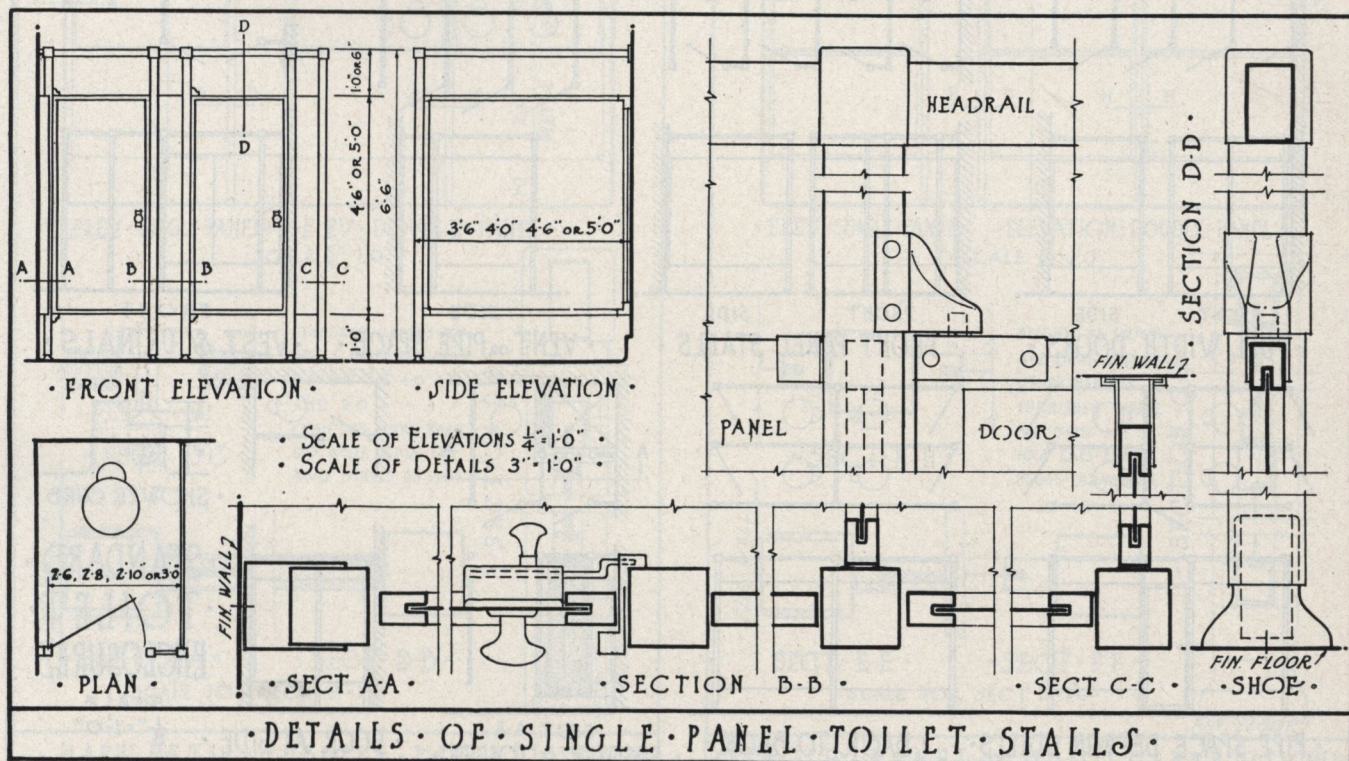 D
D
A
A
B
B
C
C
1'-0" OR 6"
4'-6" OR 5'-0"
6'-6"
1'-0"
3'-6" 4'-0" 4'-6" OR 5'-0"
· FRONT ELEVATION ·
· SIDE ELEVATION ·
· SCALE OF ELEVATIONS 1/4" = 1'-0" ·
· SCALE OF DETAILS 3" = 1'-0" ·
HEADRAIL
PANEL
DOOR
SECTION D-D ·
FIN. WALL
2'-6, 2'-8, 2'-10 OR 3'-0
· PLAN ·
FIN. WALL
· SECT A-A ·
· SECTION B-B ·
· SECT C-C ·
FIN. FLOOR
· SHOE ·
· DETAILS · OF · SINGLE · PANEL · TOILET · STALLS ·